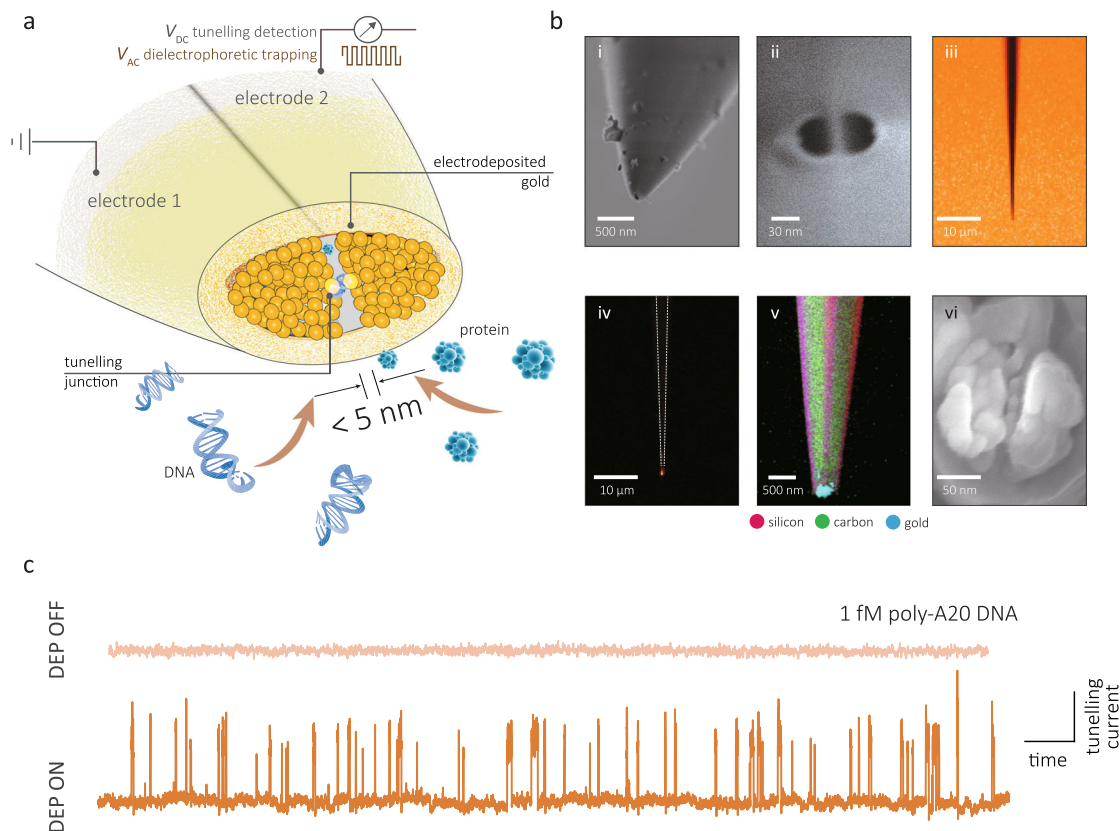 a
V_DC tunnelling detection
V_AC dielectrophoretic trapping
electrode 2
electrode 1
electrodeposited
gold
tunelling
junction
protein
DNA
< 5 nm
b
i
500 nm
ii
30 nm
iii
10 µm
iv
10 µm
v
500 nm
vi
50 nm
silicon
carbon
gold
c
DEP OFF
1 fM poly-A20 DNA
DEP ON
time
tunelling
current